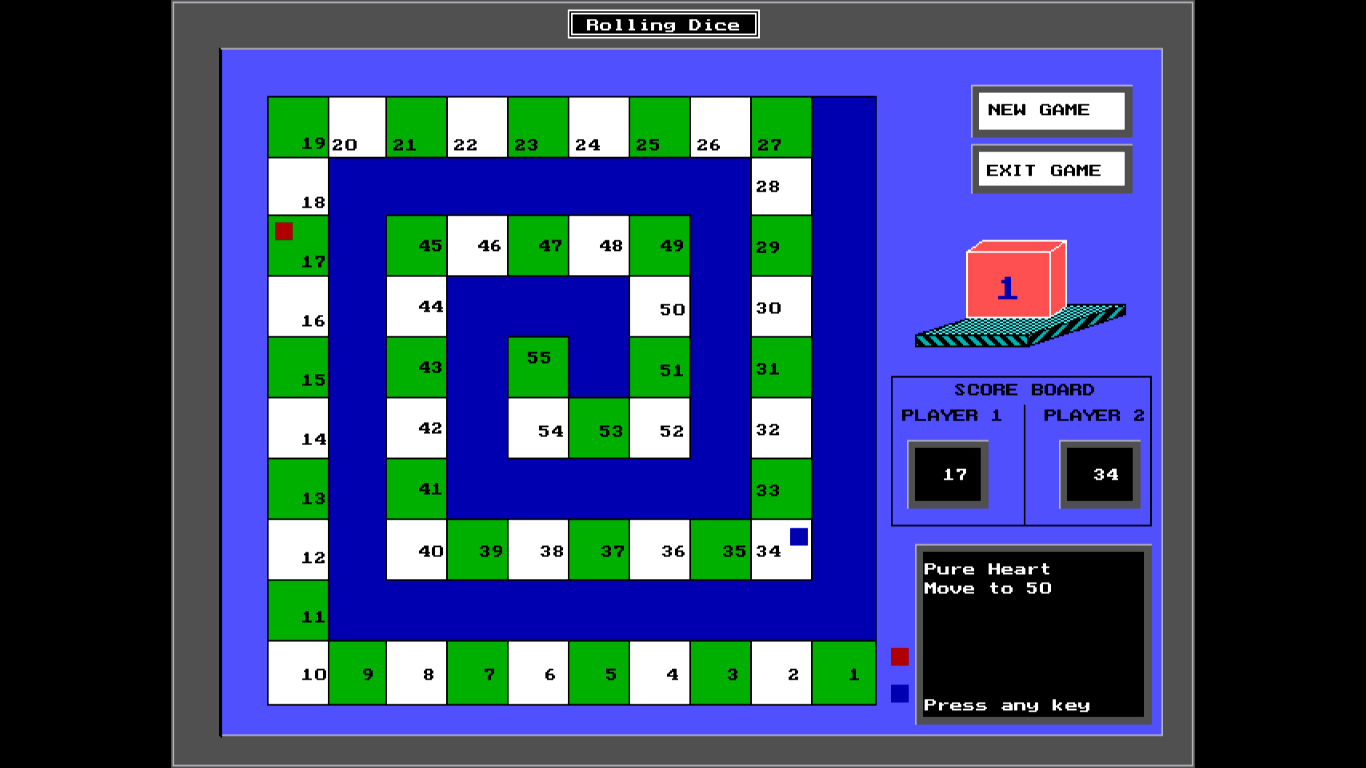 Rolling Dice
NEW GAME
EXIT GAME
19 20 21 22 23 24 25 26 27
18 28
17 45 46 47 48 49 29
16 44 50 30
15 43 55 51 31
14 42 54 53 52 32
13 41 33
12 40 39 38 37 36 35 34
11
10 9 8 7 6 5 4 3 2 1
1
SCORE BOARD
PLAYER 1 PLAYER 2
17 34
Pure Heart
Move to 50
Press any key